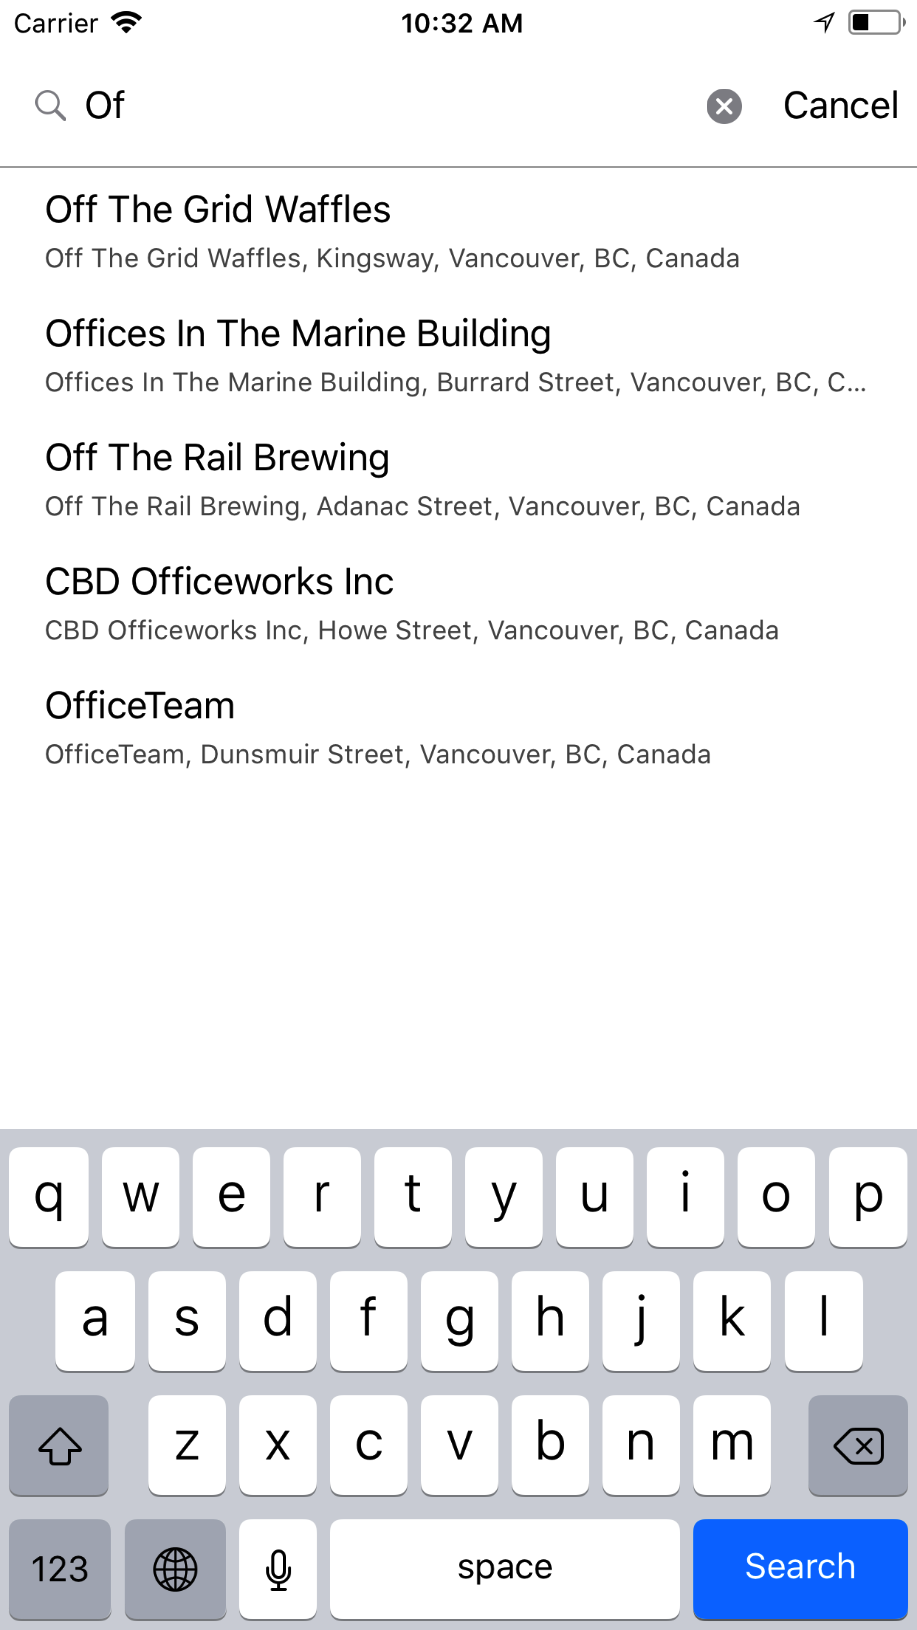 Carrier 10:32 AM
Of Cancel
Off The Grid Waffles
Off The Grid Waffles, Kingsway, Vancouver, BC, Canada
Offices In The Marine Building
Offices In The Marine Building, Burrard Street, Vancouver, BC, C...
Off The Rail Brewing
Off The Rail Brewing, Adanac Street, Vancouver, BC, Canada
CBD Officeworks Inc
CBD Officeworks Inc, Howe Street, Vancouver, BC, Canada
OfficeTeam
OfficeTeam, Dunsmuir Street, Vancouver, BC, Canada
q w e r t y u i o p
a s d f g h j k l
z x c v b n m
123 space Search